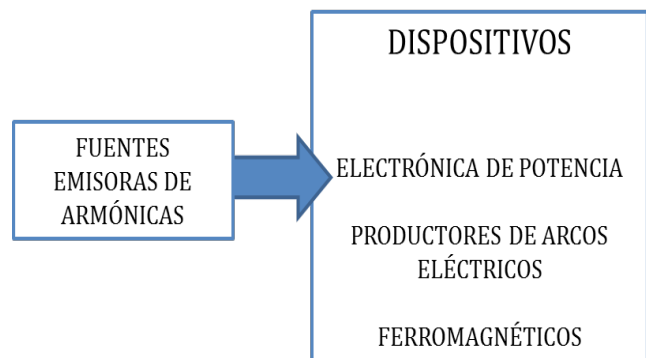 FUENTES
EMISORAS DE
ARMÓNICAS
DISPOSITIVOS
ELECTRÓNICA DE POTENCIA
PRODUCTORES DE ARCOS
ELÉCTRICOS
FERROMAGNÉTICOS